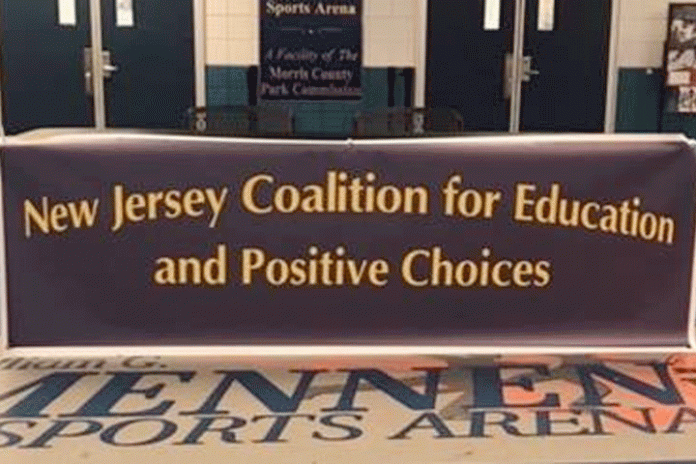 Sports Arena
A Facility of The
Morris County
Park Commission
New Jersey Coalition for Education
and Positive Choices
G.
MENNEN
SPORTS ARENA